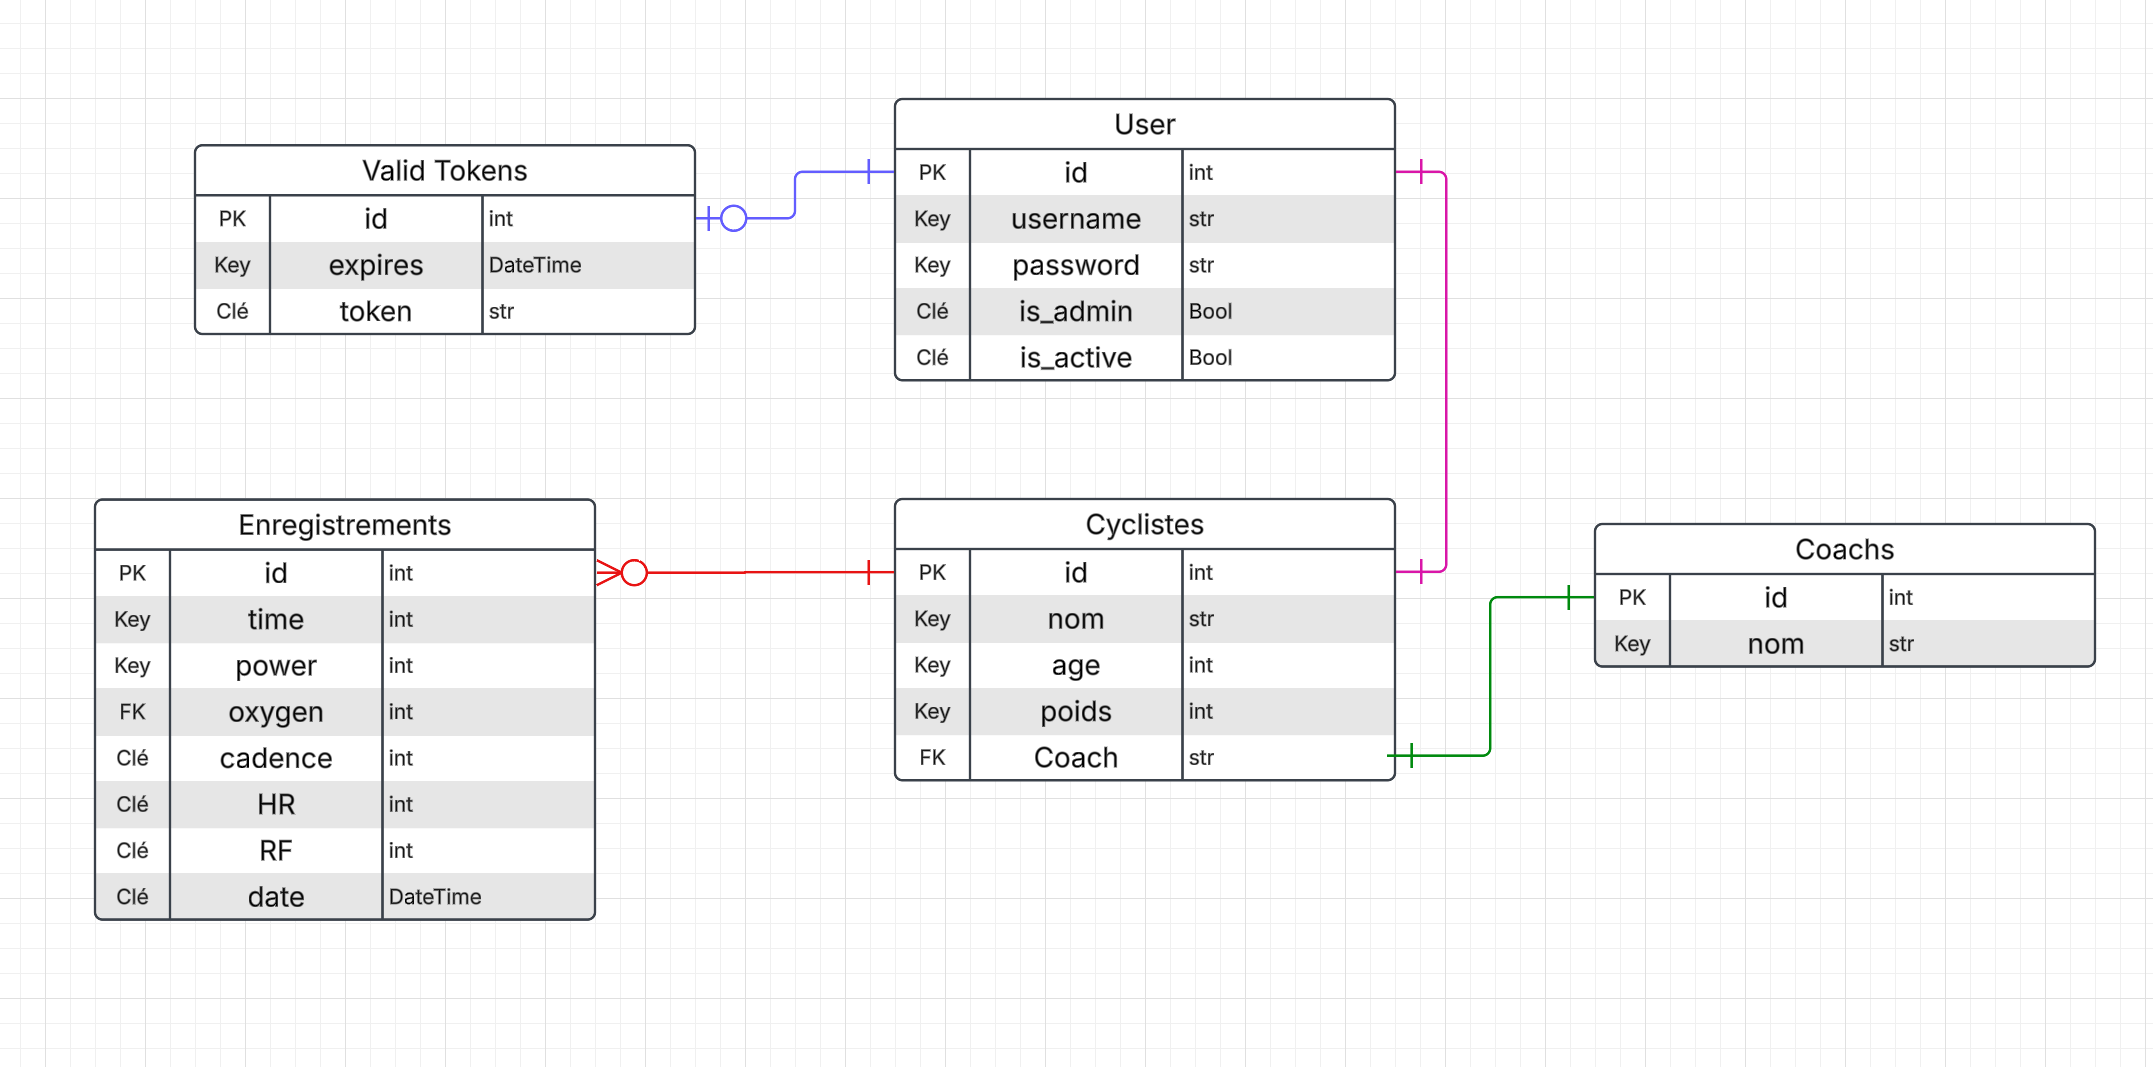 User
PK id int
Key username str
Key password str
Clé is_admin Bool
Clé is_active Bool
Valid Tokens
PK id int
Key expires DateTime
Clé token str
Enregistrements
PK id int
Key time int
Key power int
FK oxygen int
Clé cadence int
Clé HR int
Clé RF int
Clé date DateTime
Cyclistes
PK id int
Key nom str
Key age int
Key poids int
FK Coach str
Coachs
PK id int
Key nom str